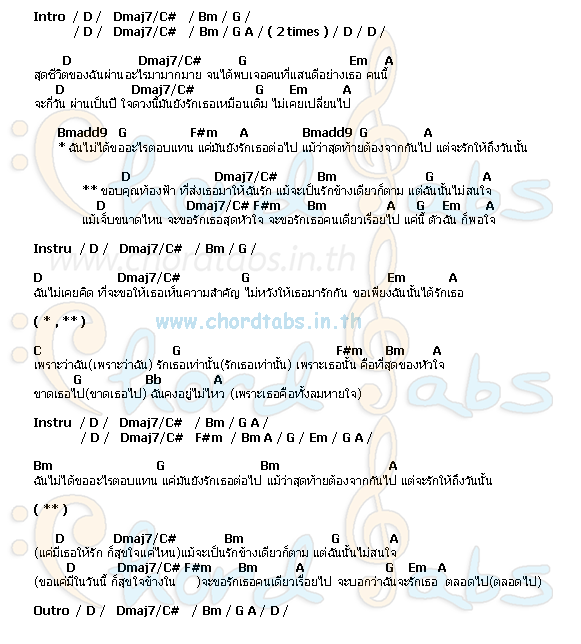 Intro / D / Dmaj7/C# / Bm / G /
/ D / Dmaj7/C# / Bm / G A / ( 2 times ) / D / D /
D Dmaj7/C# G Em A
สุดชีวิตของฉันผ่านอะไรมามากมาย จนได้พบเจอคนที่แสนดีอย่างเธอ คนนี้
D Dmaj7/C# G Em A
จะกี่วัน ผ่านเป็นปี ใจดวงนี้มันยังรักเธอเหมือนเดิม ไม่เคยเปลี่ยนไป
Bmadd9 G F#m A Bmadd9 G A
* ฉันไม่ได้ขออะไรตอบแทน แค่มันยังรักเธอต่อไป แม้ว่าสุดท้ายต้องจากกันไป แต่จะรักให้ถึงวันนั้น
D Dmaj7/C# Bm G A
** ขอบคุณท้องฟ้า ที่ส่งเธอมาให้ฉันรัก แม้จะเป็นรักข้างเดียวก็ตาม แต่ฉันนั้นไม่สนใจ
D Dmaj7/C# F#m Bm A G Em A
แม้เจ็บขนาดไหน จะขอรักเธอสุดหัวใจ จะขอรักเธอคนเดียวเรื่อยไป แค่นี้ ตัวฉัน ก็พอใจ
Instru / D / Dmaj7/C# / Bm / G /
www.chordtabs.in.th
D Dmaj7/C# G Em A
ฉันไม่เคยคิด ที่จะขอให้เธอเห็นความสำคัญ ไม่หวังให้เธอมารักกัน ขอเพียงฉันนั้นได้รักเธอ
( * , ** )
www.chordtabs.in.th
C G F#m Bm A
เพราะว่าฉัน(เพราะว่าฉัน) รักเธอเท่านั้น(รักเธอเท่านั้น) เพราะเธอนั้น คือที่สุดของหัวใจ
G Bb A
ขาดเธอไป(ขาดเธอไป) ฉันคงอยู่ไม่ไหว (เพราะเธอคือทั้งลมหายใจ)
Chord Tabs
Instru / D / Dmaj7/C# / Bm / G A /
/ D / Dmaj7/C# F#m / Bm A / G / Em / G A /
Bm G Bm A
ฉันไม่ได้ขออะไรตอบแทน แค่มันยังรักเธอต่อไป แม้ว่าสุดท้ายต้องจากกันไป แต่จะรักให้ถึงวันนั้น
( ** )
D Dmaj7/C# Bm G A
(แค่มีเธอให้รัก ก็สุขใจแค่ไหน)แม้จะเป็นรักข้างเดียวก็ตาม แต่ฉันนั้นไม่สนใจ
D Dmaj7/C# F#m Bm A G Em A
(ขอแค่มีในวันนี้ ก็สุขใจข้างใน )จะขอรักเธอคนเดียวเรื่อยไป จะบอกว่าฉันจะรักเธอ ตลอดไป(ตลอดไป)
Outro / D / Dmaj7/C# / Bm / G A / D /